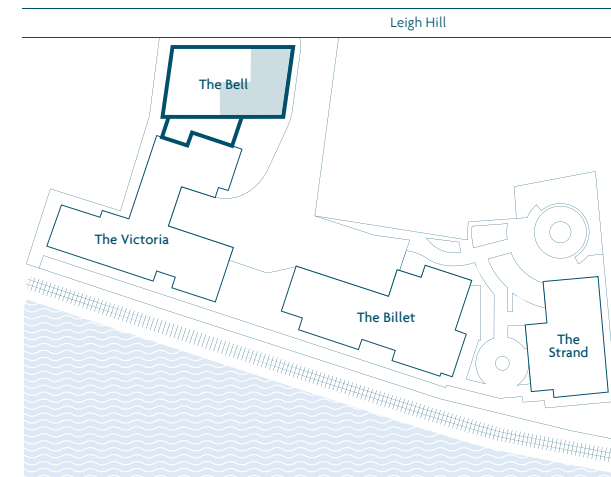 Leigh Hill
The Bell
The Victoria
The Billet
The
Strand